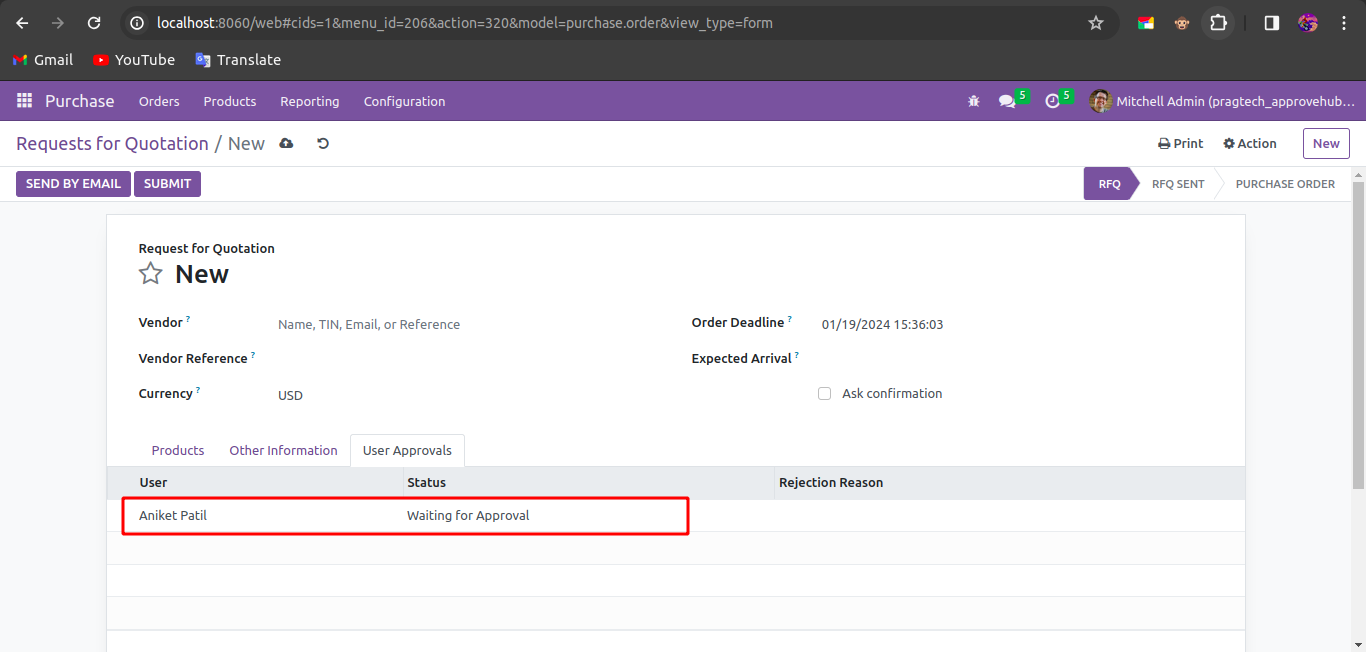 localhost:8060/web#cids=1&menu_id=206&action=320&model=purchase.order&view_type=form
Gmail YouTube Translate
Purchase Orders Products Reporting Configuration 5 5 Mitchell Admin (pragtech_approvehub...
Requests for Quotation / New Print Action New
SEND BY EMAIL SUBMIT RFQ RFQ SENT PURCHASE ORDER
Request for Quotation
New
Vendor ? Name, TIN, Email, or Reference Order Deadline ? 01/19/2024 15:36:03
Vendor Reference ? Expected Arrival ?
Currency ? USD Ask confirmation
Products Other Information User Approvals
User Status Rejection Reason
Aniket Patil Waiting for Approval